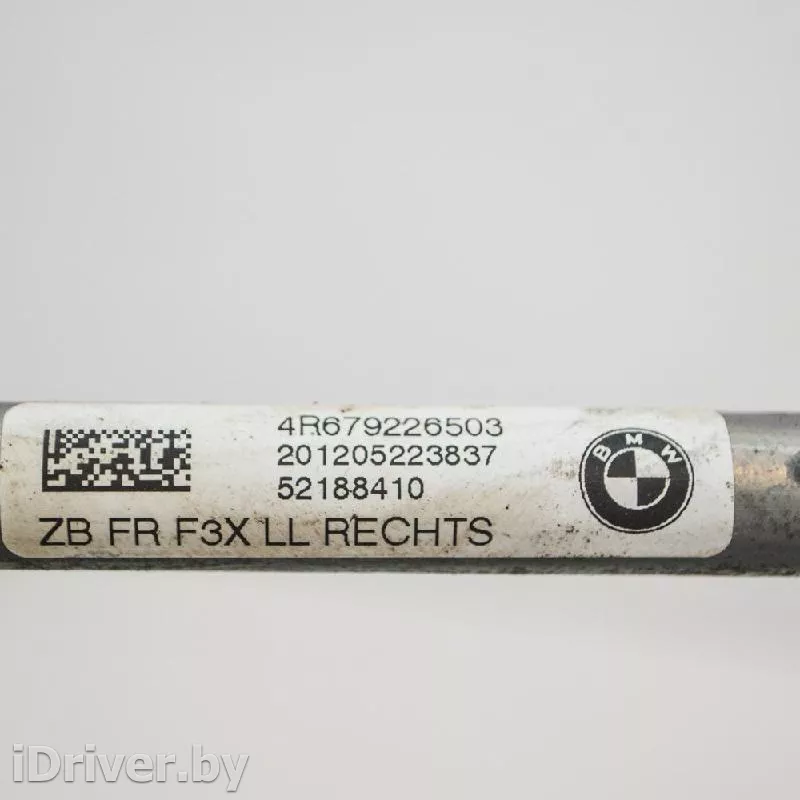 4R679226503
201205223837
52188410
ZB FR F3X LL RECHTS
BMW
iDriver.by